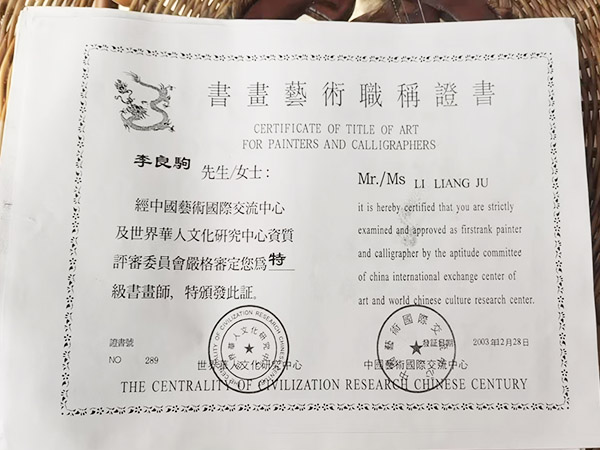 書畫藝術職稱證書
CERTIFICATE OF TITLE OF ART
FOR PAINTERS AND CALLIGRAPHERS
李良駒 先生/女士：
經中國藝術國際交流中心
及世界華人文化研究中心資質
評審委員會嚴格審定您爲 特
級書畫師，特頒發此証。
Mr./Ms LI LIANG JU
it is hereby certified that you are strictly
examined and approved as firstrank painter
and calligrapher by the aptitude committee
of china international exchange center of
art and world chinese culture research center.
證書號
NO 289
發証日期 2003年12月28日
世界華人文化研究中心
中國藝術國際交流中心
THE CENTRALITY OF CIVILIZATION RESEARCH CHINESE CENTURY